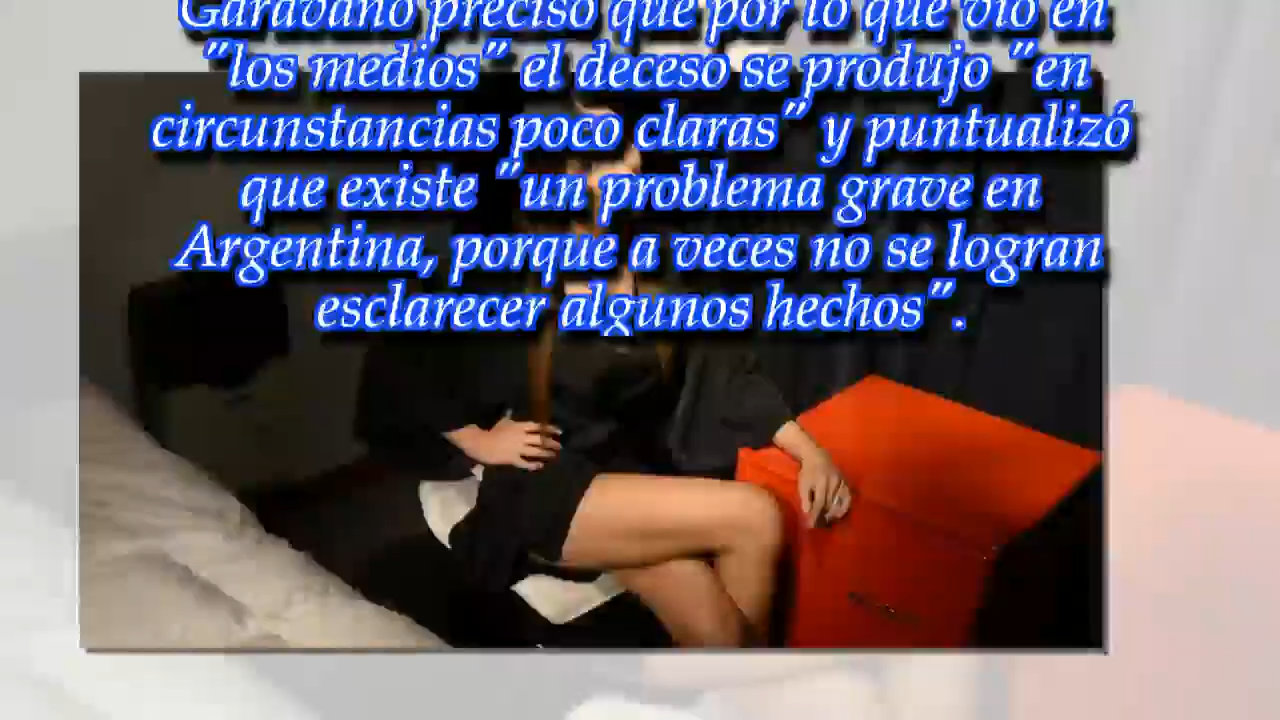 Garavano precisó que por lo que vio en
"los medios" el deceso se produjo "en
circunstancias poco claras" y puntualizó
que existe "un problema grave en
Argentina, porque a veces no se logran
esclarecer algunos hechos".